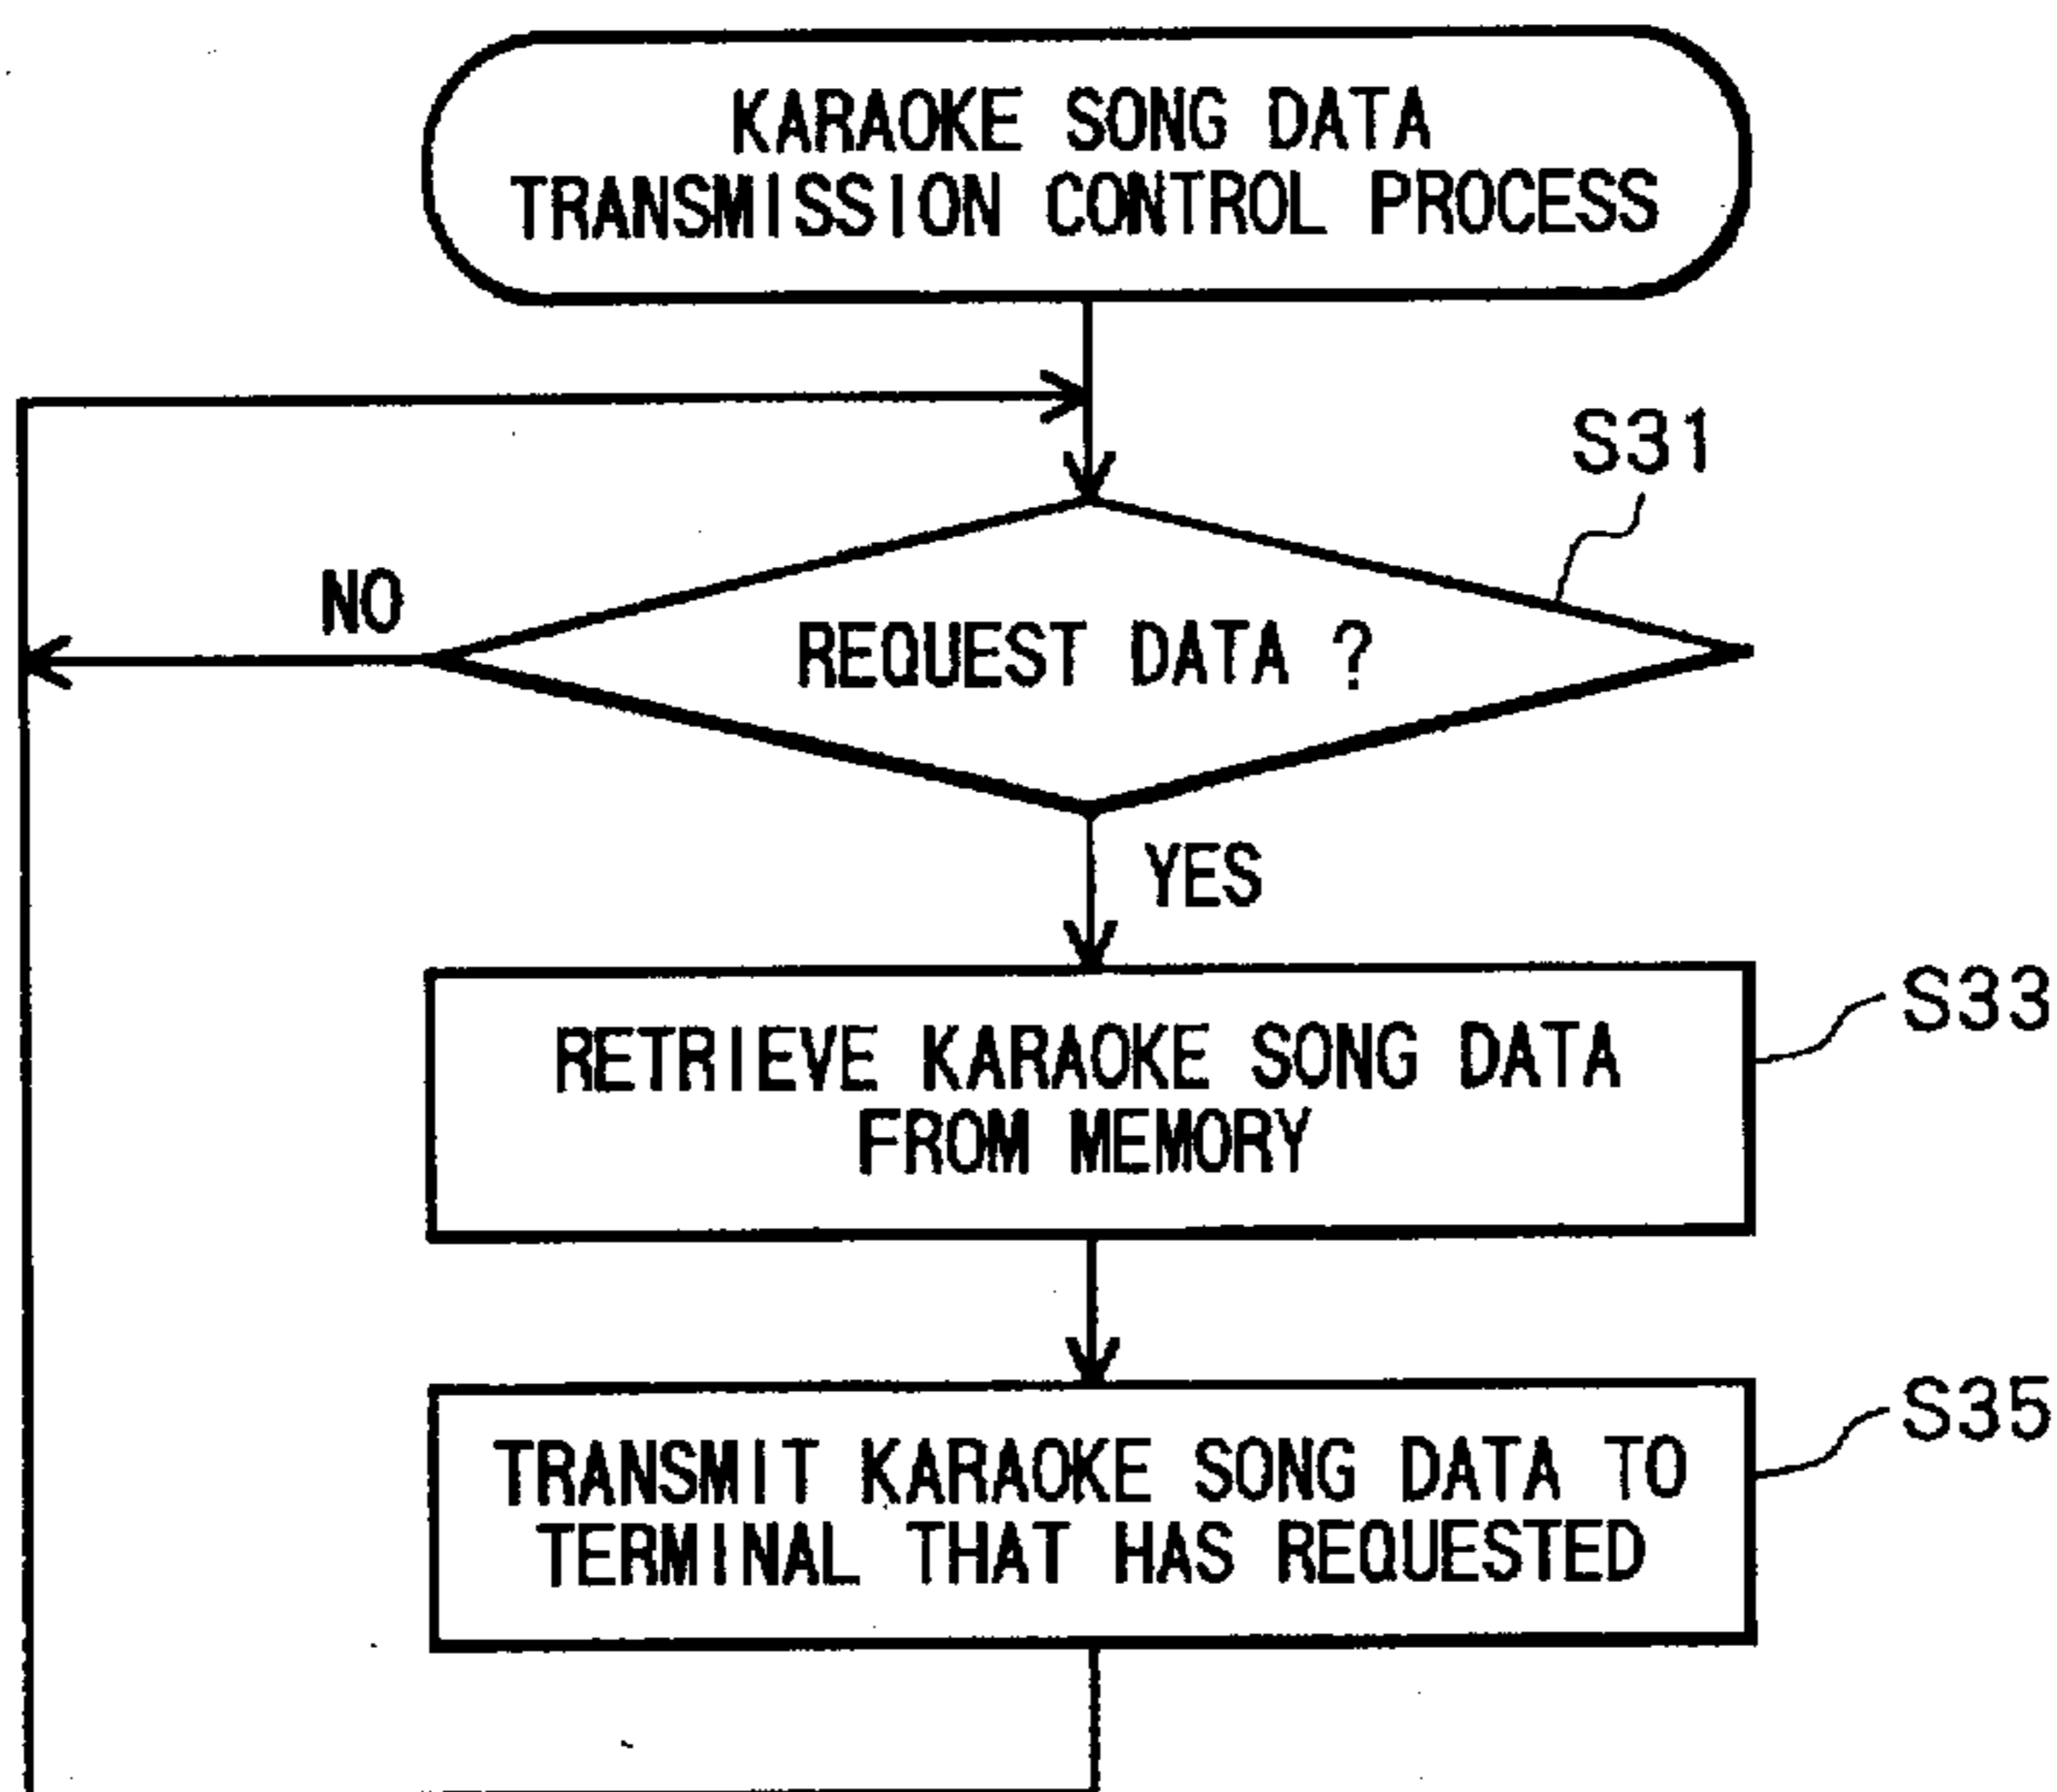 KARAOKE SONG DATA
TRANSMISSION CONTROL PROCESS
S31
NO
REQUEST DATA ?
YES
S33
RETRIEVE KARAOKE SONG DATA
FROM MEMORY
S35
TRANSMIT KARAOKE SONG DATA TO
TERMINAL THAT HAS REQUESTED